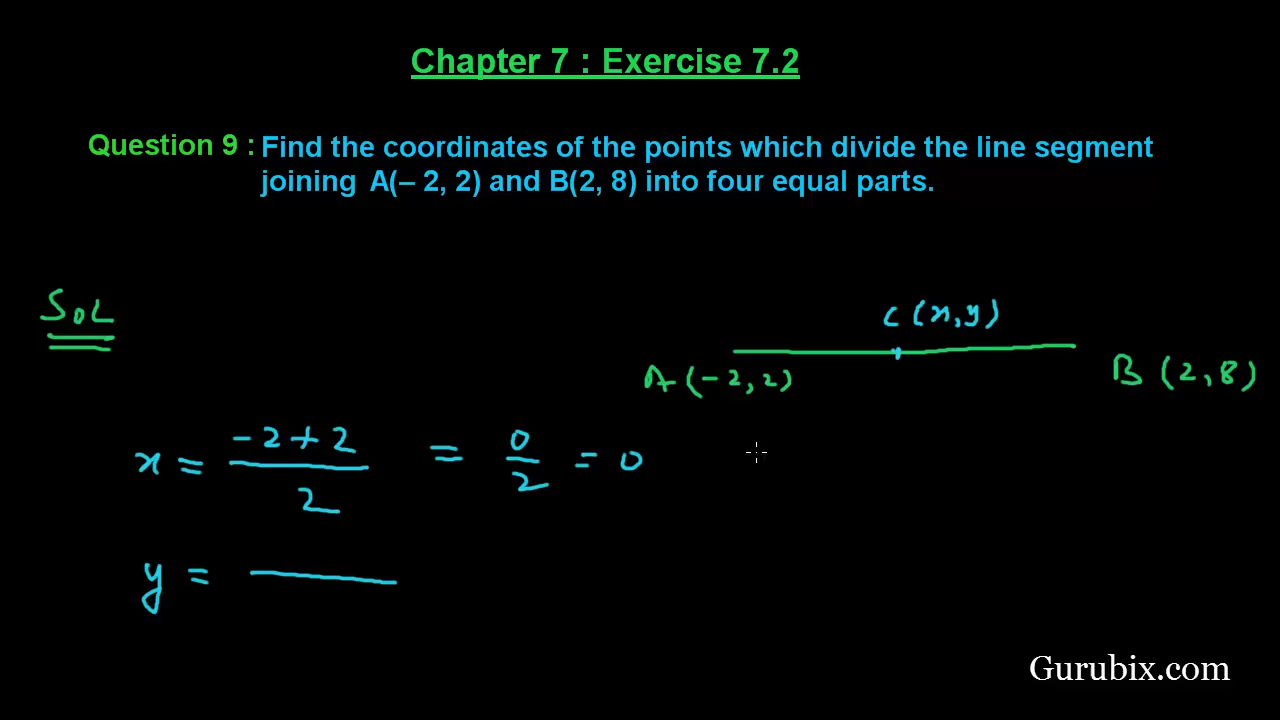 Chapter 7 : Exercise 7.2
Question 9 : Find the coordinates of the points which divide the line segment
joining A(– 2, 2) and B(2, 8) into four equal parts.
SOL
C (x,y)
A (-2,2)
B (2,8)
x = -2+2 / 2 = 0/2 = 0
y =
Gurubix.com